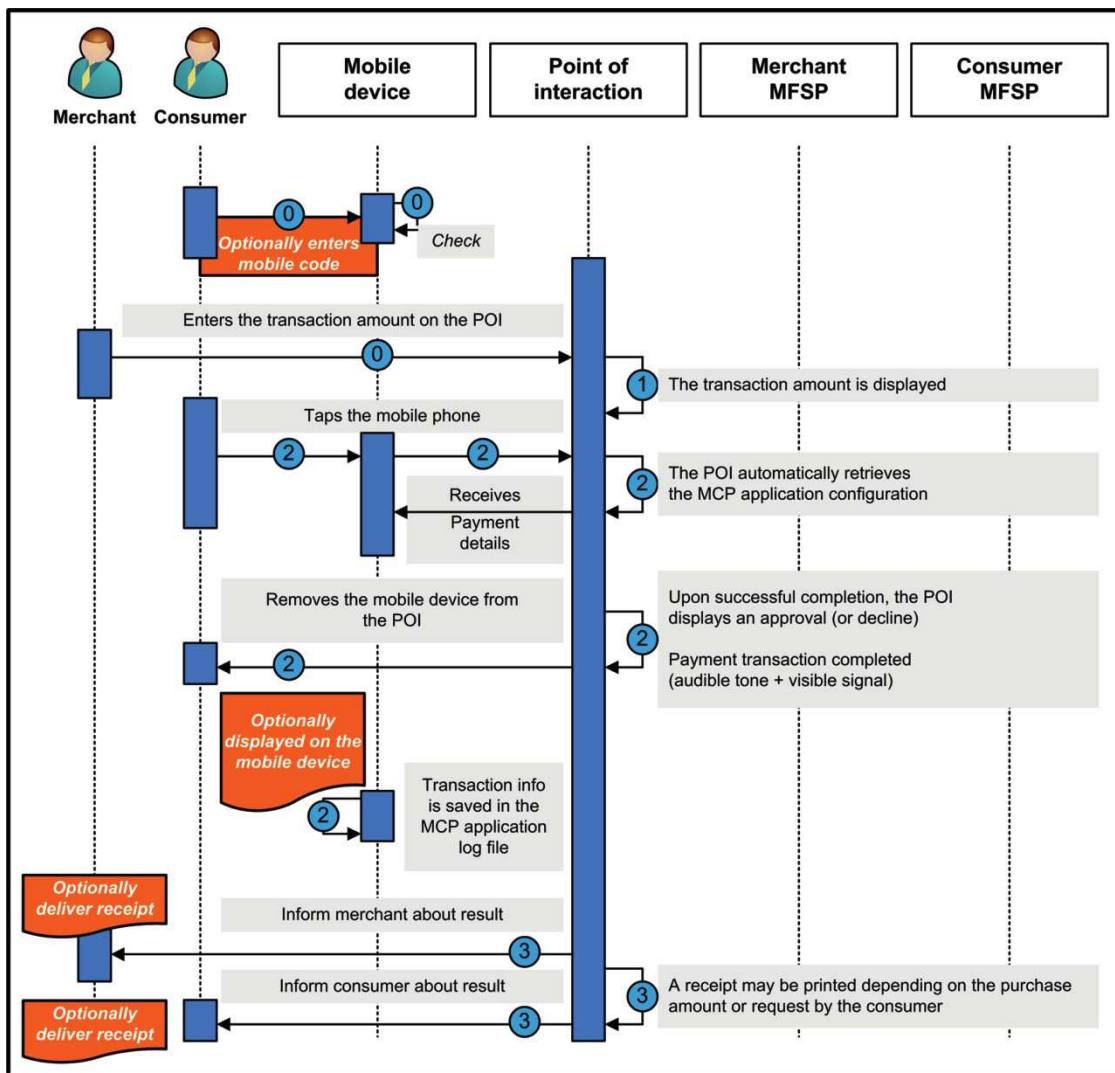 Merchant
Consumer
Mobile
device
Point of
interaction
Merchant
MFSP
Consumer
MFSP
0
0
Optionally enters
mobile code
Check
Enters the transaction amount on the POI
0
1
The transaction amount is displayed
Taps the mobile phone
2
2
2
The POI automatically retrieves
the MCP application configuration
Receives
Payment
details
Removes the mobile device from
the POI
2
2
Upon successful completion, the POI
displays an approval (or decline)
Payment transaction completed
(audible tone + visible signal)
Optionally
displayed on the
mobile device
2
Transaction info
is saved in the
MCP application
log file
Optionally
deliver receipt
Inform merchant about result
3
Inform consumer about result
3
3
A receipt may be printed depending on the purchase
amount or request by the consumer
Optionally
deliver receipt